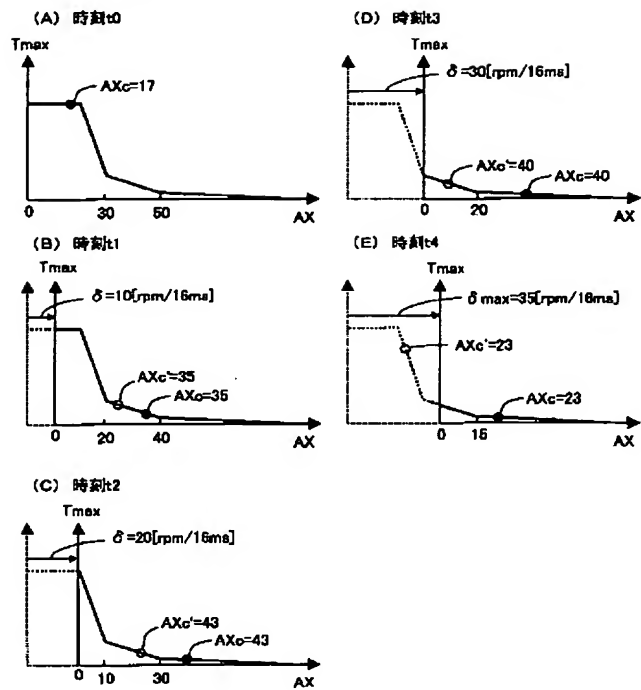 (A) 時刻t0
Tmax
AXc=17
0 30 50 AX
(B) 時刻t1
Tmax
δ=10[rpm/16ms]
AXc'=35
AXc=35
0 20 40 AX
(C) 時刻t2
Tmax
δ=20[rpm/16ms]
AXc'=43
AXc=43
0 10 30 AX
(D) 時刻t3
Tmax
δ=30[rpm/16ms]
AXc'=40
AXc=40
0 20 AX
(E) 時刻t4
Tmax
δmax=35[rpm/16ms]
AXc'=23
AXc=23
0 15 AX